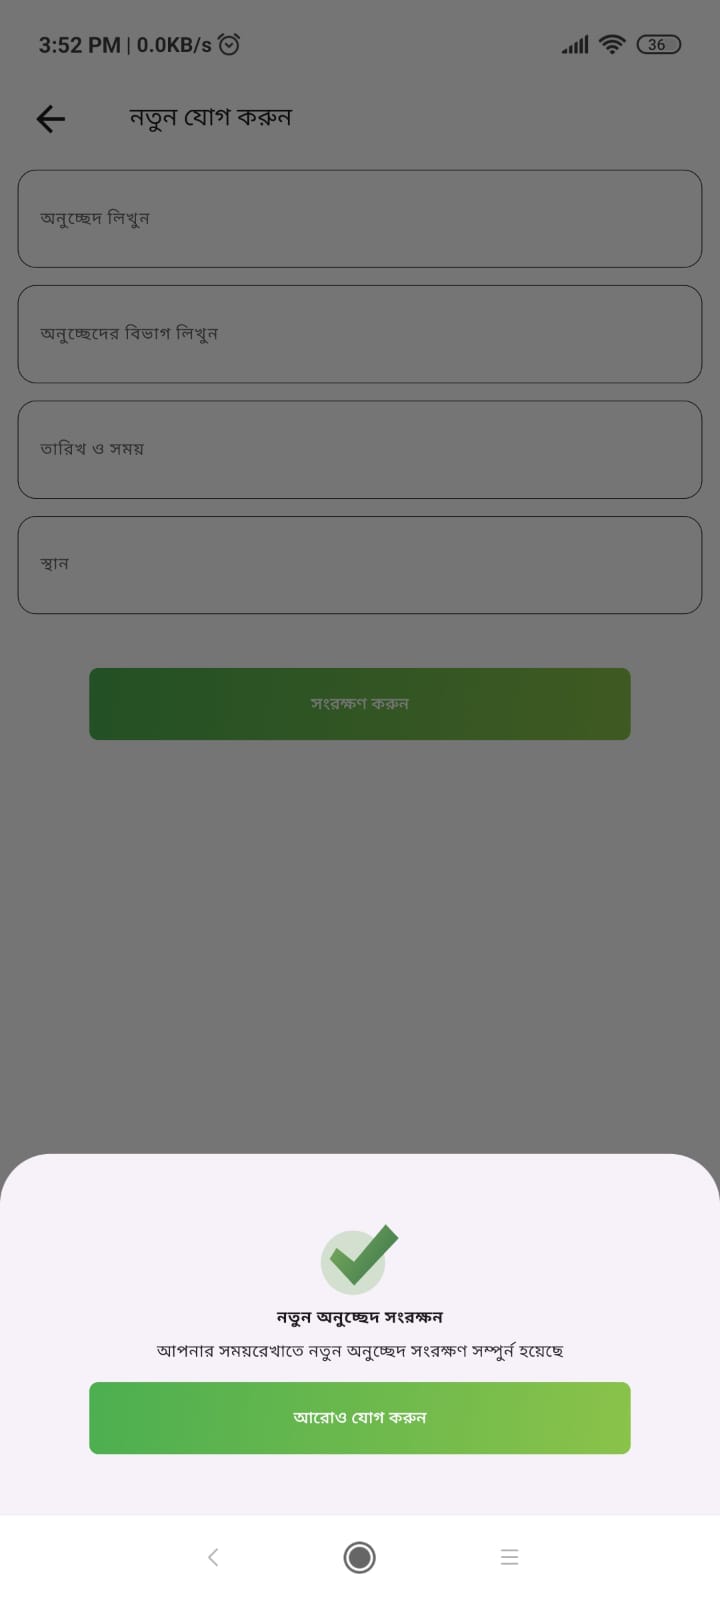 3:52 PM | 0.0KB/s
36
নতুন যোগ করুন
অনুচ্ছেদ লিখুন
অনুচ্ছেদের বিভাগ লিখুন
তারিখ ও সময়
স্থান
সংরক্ষণ করুন
নতুন অনুচ্ছেদ সংরক্ষন
আপনার সময়রেখাতে নতুন অনুচ্ছেদ সংরক্ষণ সম্পুর্ন হয়েছে
আরোও যোগ করুন